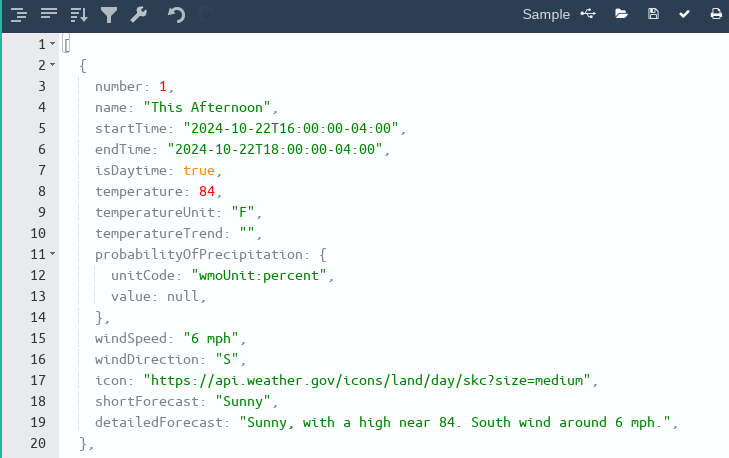 Sample
1 [
2 {
3 number: 1,
4 name: "This Afternoon",
5 startTime: "2024-10-22T16:00:00-04:00",
6 endTime: "2024-10-22T18:00:00-04:00",
7 isDaytime: true,
8 temperature: 84,
9 temperatureUnit: "F",
10 temperatureTrend: "",
11 probabilityOfPrecipitation: {
12 unitCode: "wmoUnit:percent",
13 value: null,
14 },
15 windSpeed: "6 mph",
16 windDirection: "S",
17 icon: "https://api.weather.gov/icons/land/day/skc?size=medium",
18 shortForecast: "Sunny",
19 detailedForecast: "Sunny, with a high near 84. South wind around 6 mph.",
20 },